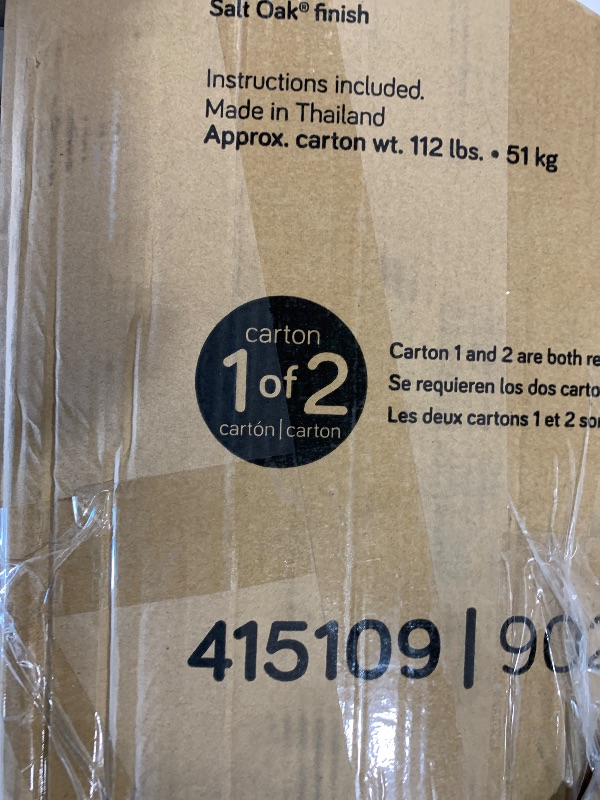 Salt Oak® finish
Instructions included.
Made in Thailand
Approx. carton wt. 112 lbs. • 51 kg
carton
1 of 2
cartón | carton
Carton 1 and 2 are both
Se requieren los dos
Les deux cartons 1 et 2
415109 | 90